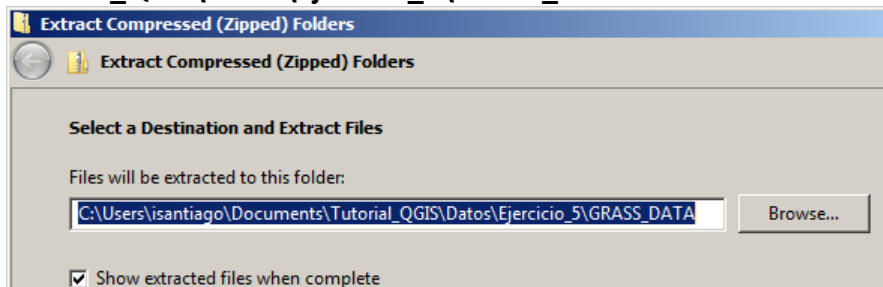 Extract Compressed (Zipped) Folders
Extract Compressed (Zipped) Folders
Select a Destination and Extract Files
Files will be extracted to this folder:
C:\Users\isantiago\Documents\Tutorial_QGIS\Datos\Ejercicio_5\GRASS_DATA
Browse...
Show extracted files when complete